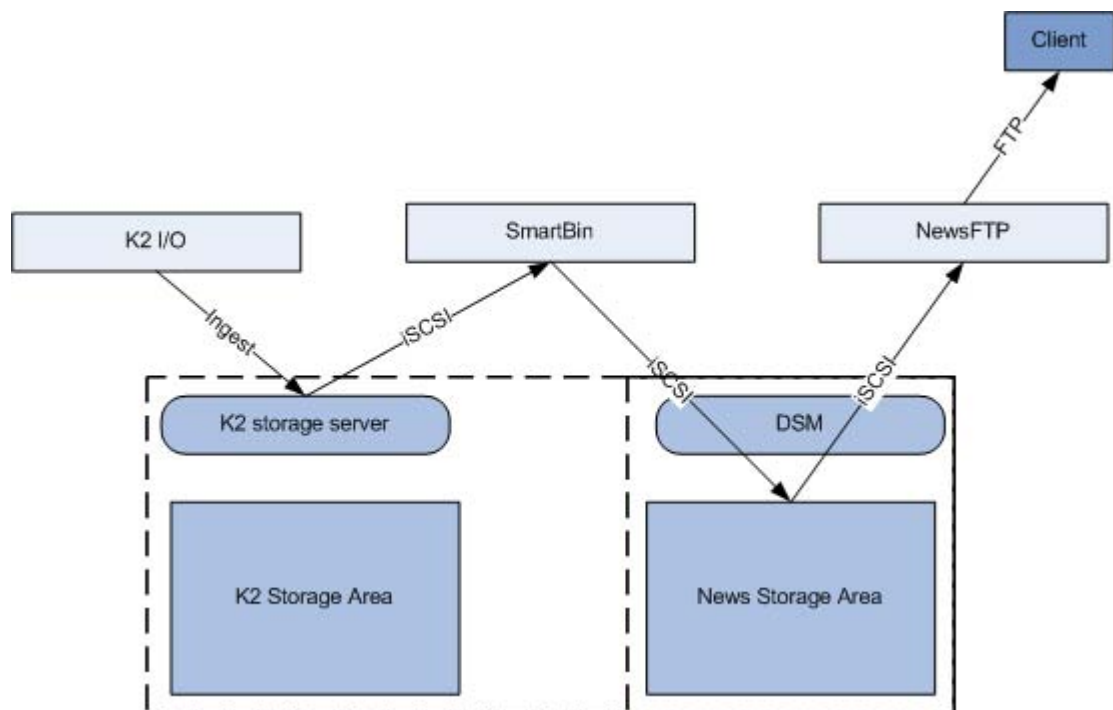 Client
FTP
K2 I/O
SmartBin
NewsFTP
Ingest
iSCSI
iSCSI
iSCSI
K2 storage server
DSM
K2 Storage Area
News Storage Area